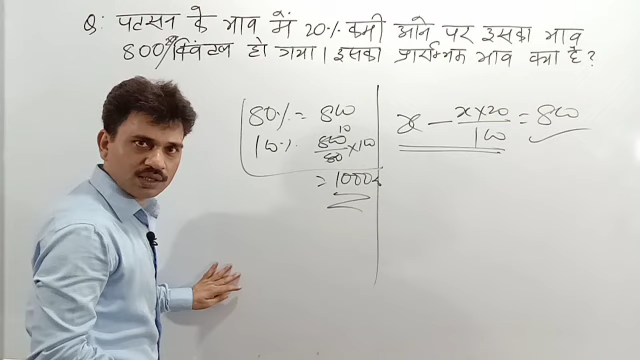 Q: पटसन के भाव में 20% कमी आने पर इसका भाव
800/क्विंटल हो गया। इसका प्रारम्भिक भाव क्या है?
80% = 800
100% 800/80 × 100
10
= 1000
x - x×20/100 = 800